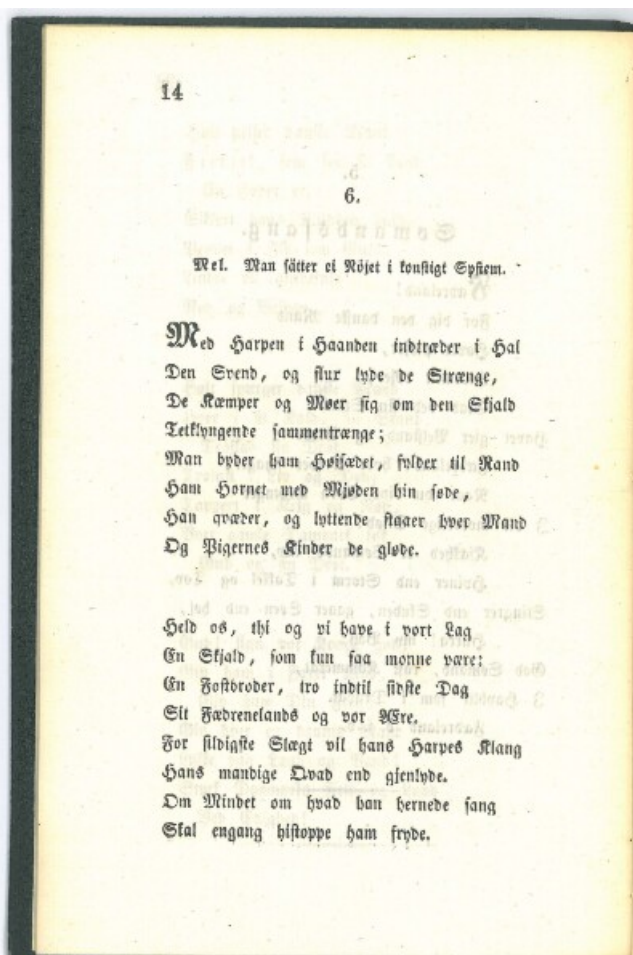 14
6.
Mel. Man sätter ei Nöjet i konstigt System.
Med Harpen i Haanden indtræder i Hal
Den Svend, og slur lyde de Strænge,
De Kæmper og Møer sig om den Skjald
Tetklyngende sammentrænge;
Man byder ham Høisædet, fylder til Rand
Ham Hornet med Mjøden hin søde,
Han qvæder, og lyttende staaer hver Mand
Og Pigernes Kinder de gløde.
Held os, thi og vi have i vort Lag
En Skjald, som kun faa monne være:
En Fostbroder, tro indtil sidste Dag
Sit Fædrenelands og vor Ære.
For sildigste Slægt vil hans Harpes Klang
Hans mandige Qvad end gjenlyde.
Om Mindet om hvad han hernede sang
Skal engang histoppe ham fryde.